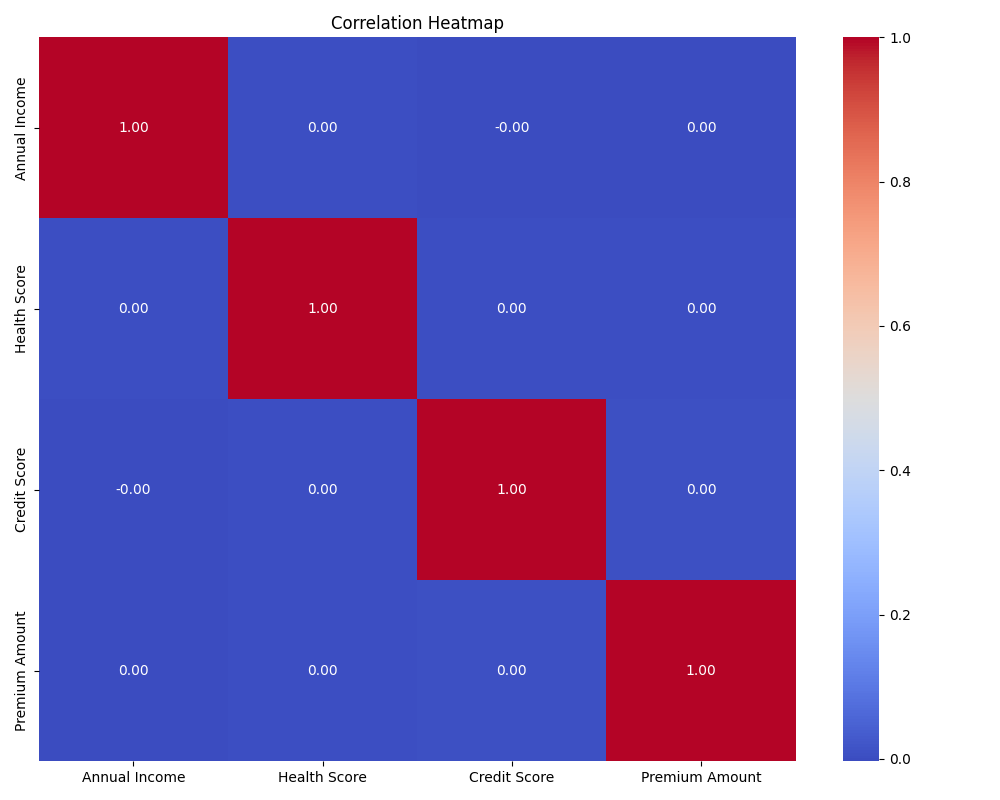 Correlation Heatmap
Annual Income
1.00 0.00 -0.00 0.00
Health Score
0.00 1.00 0.00 0.00
Credit Score
-0.00 0.00 1.00 0.00
Premium Amount
0.00 0.00 0.00 1.00
Annual Income Health Score Credit Score Premium Amount
1.0
0.8
0.6
0.4
0.2
0.0